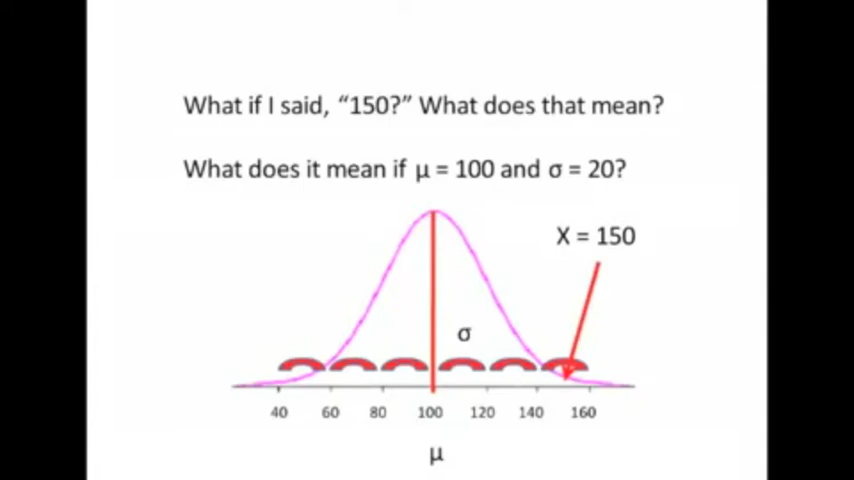 What if I said, “150?” What does that mean?
What does it mean if μ = 100 and σ = 20?
X = 150
σ
40 60 80 100 120 140 160
μ